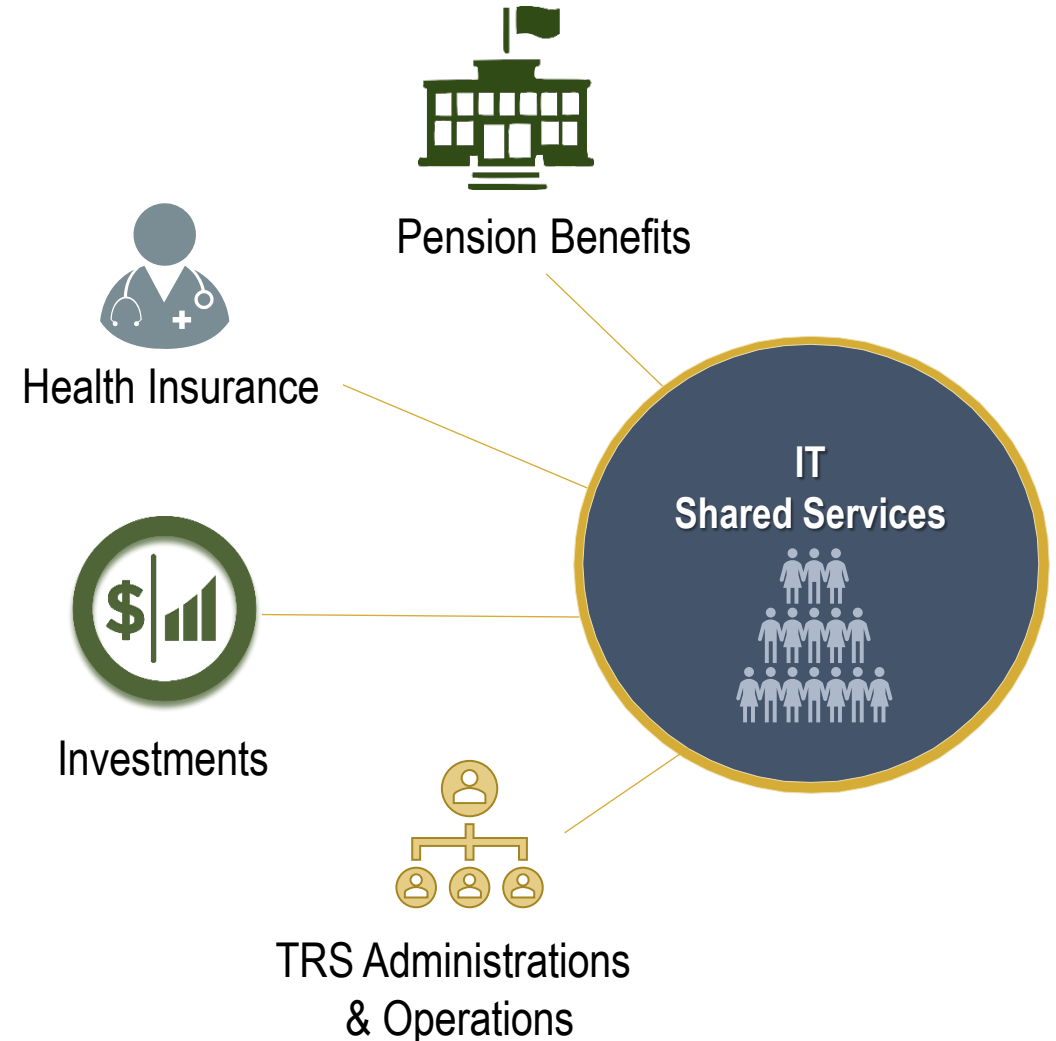 Pension Benefits
Health Insurance
IT
Shared Services
$
Investments
TRS Administrations
& Operations